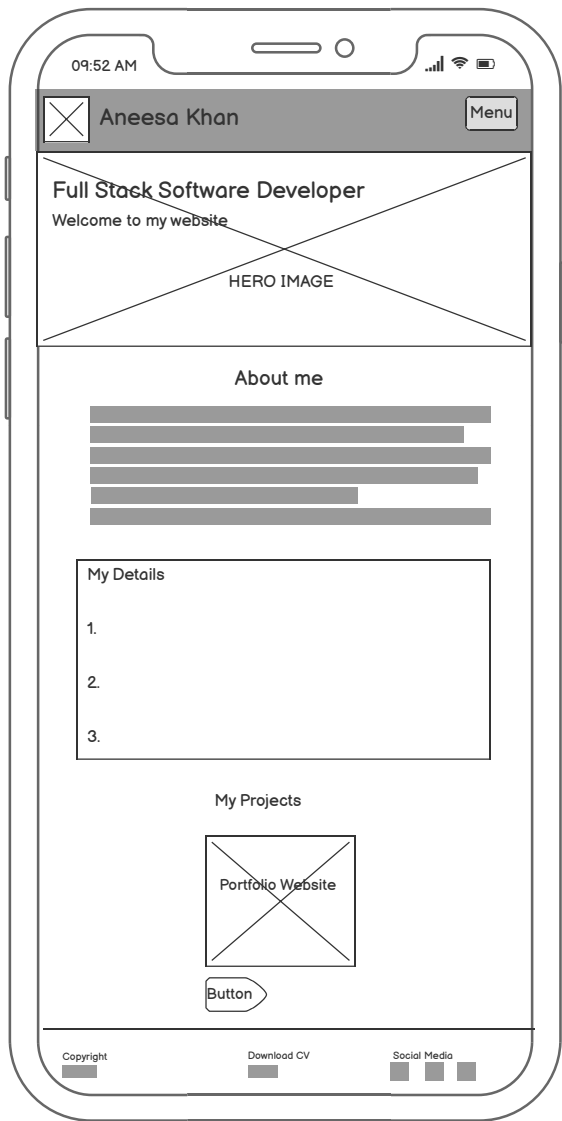 09:52 AM
Aneesa Khan
Menu
Full Stack Software Developer
Welcome to my website
HERO IMAGE
About me
My Details
1.
2.
3.
My Projects
Portfolio Website
Button
Copyright
Download CV
Social Media